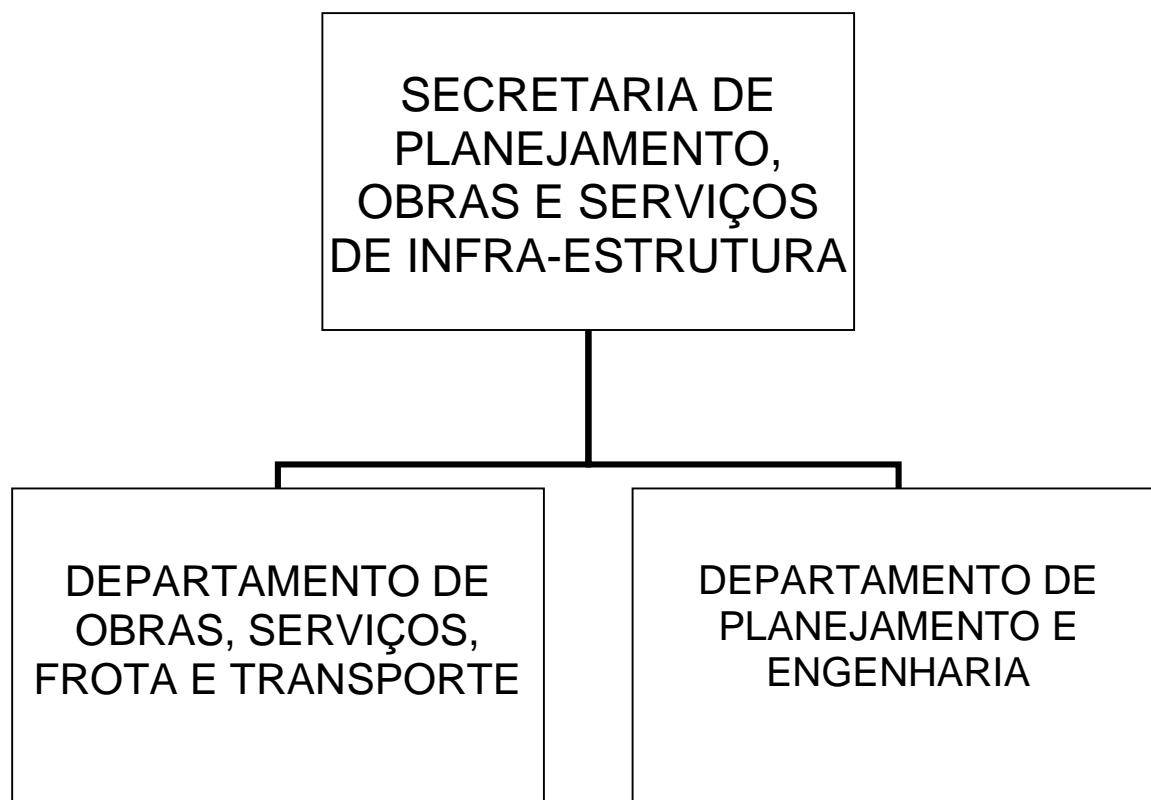 SECRETARIA DE
PLANEJAMENTO,
OBRAS E SERVIÇOS
DE INFRA-ESTRUTURA
DEPARTAMENTO DE
OBRAS, SERVIÇOS,
FROTA E TRANSPORTE
DEPARTAMENTO DE
PLANEJAMENTO E
ENGENHARIA